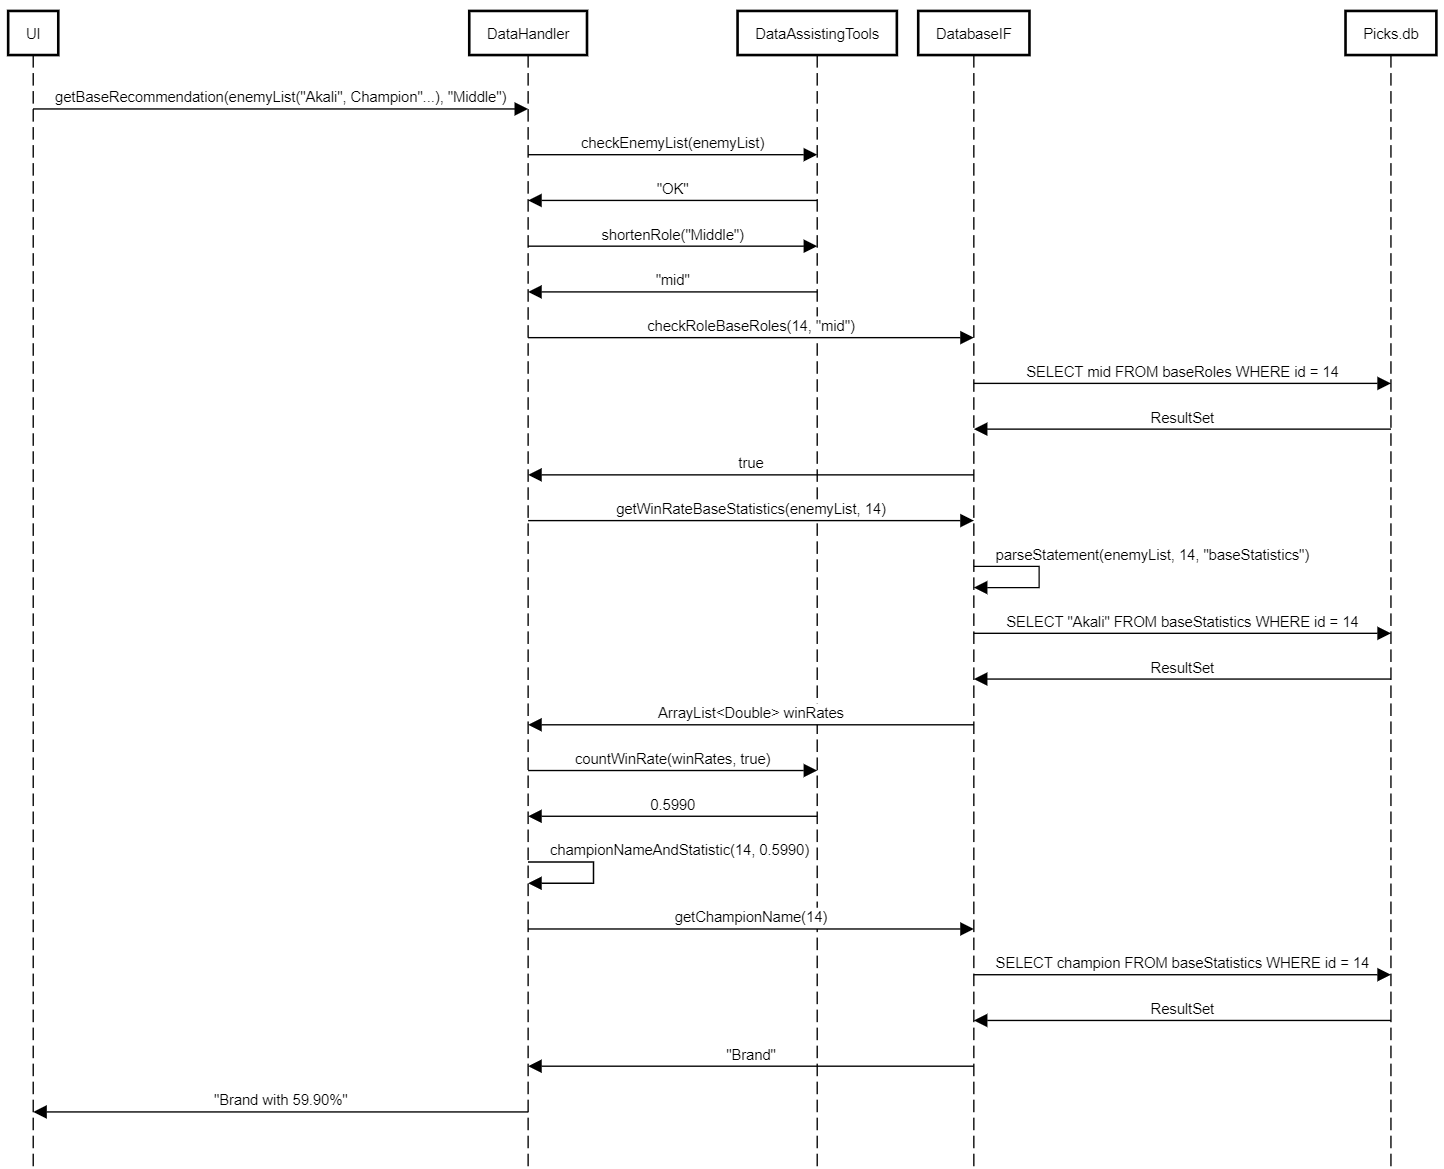 UI
DataHandler
DataAssistingTools
DatabaseIF
Picks.db
getBaseRecommendation(enemyList("Akali", Champion"...), "Middle")
checkEnemyList(enemyList)
"OK"
shortenRole("Middle")
"mid"
checkRoleBaseRoles(14, "mid")
SELECT mid FROM baseRoles WHERE id = 14
ResultSet
true
getWinRateBaseStatistics(enemyList, 14)
parseStatement(enemyList, 14, "baseStatistics")
SELECT "Akali" FROM baseStatistics WHERE id = 14
ResultSet
ArrayList<Double> winRates
countWinRate(winRates, true)
0.5990
championNameAndStatistic(14, 0.5990)
getChampionName(14)
SELECT champion FROM baseStatistics WHERE id = 14
ResultSet
"Brand"
"Brand with 59.90%"